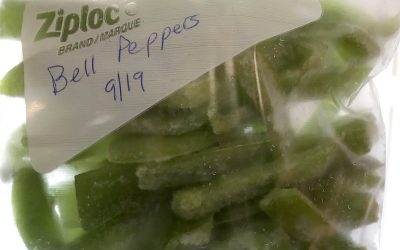 Ziploc
BRAND/MARQUE
Bell Peppers
9/19